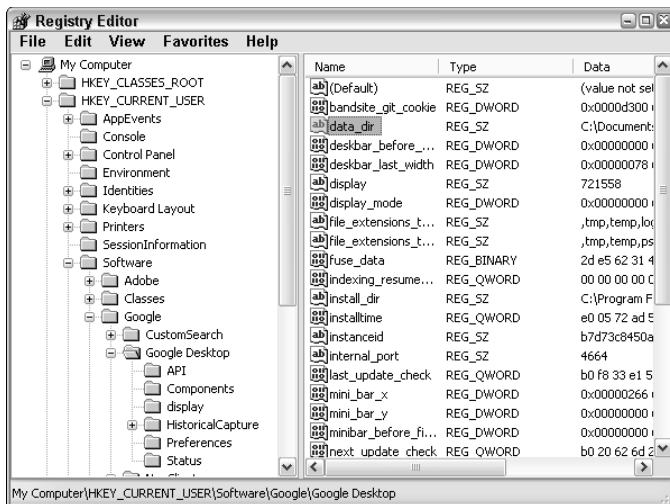 Registry Editor
File Edit View Favorites Help
My Computer
HKEY_CLASSES_ROOT
HKEY_CURRENT_USER
AppEvents
Console
Control Panel
Environment
Identities
Keyboard Layout
Printers
SessionInformation
Software
Adobe
Classes
Google
CustomSearch
Google Desktop
API
Components
display
HistoricalCapture
Preferences
Status
Name Type Data
(Default) REG_SZ (value not set
bandsite_git_cookie REG_DWORD 0x0000d300
data_dir REG_SZ C:\Document:
deskbar_before_... REG_DWORD 0x00000000
deskbar_last_width REG_DWORD 0x00000078
display REG_SZ 721558
display_mode REG_DWORD 0x00000000
file_extensions_t... REG_SZ ,tmp,temp,log
file_extensions_t... REG_SZ ,tmp,temp,ps
fuse_data REG_BINARY 2d e5 62 31 4
indexing_resume... REG_QWORD 00 00 00 00 0
install_dir REG_SZ C:\Program F
installtime REG_QWORD e0 05 72 ad 5
instanceid REG_SZ b7d73c8450a
internal_port REG_SZ 4664
last_update_check REG_QWORD b0 f8 33 e1 5
mini_bar_x REG_DWORD 0x00000266
mini_bar_y REG_DWORD 0x00000000
minibar_before_fi... REG_DWORD 0x00000000
next_update_check REG_QWORD b0 20 62 6d 2
My Computer\HKEY_CURRENT_USER\Software\Google\Google Desktop